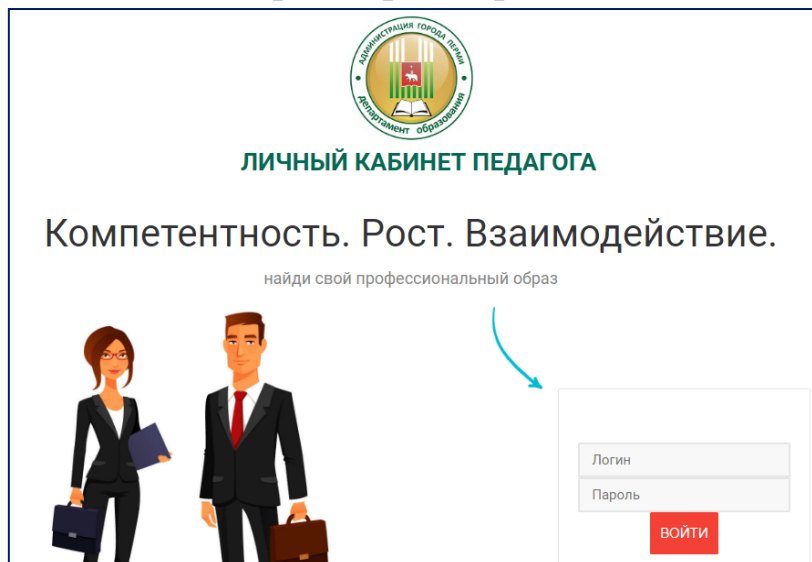 АДМИНИСТРАЦИЯ ГОРОДА ПЕРМИ
департамент образования
ЛИЧНЫЙ КАБИНЕТ ПЕДАГОГА
Компетентность. Рост. Взаимодействие.
найди свой профессиональный образ
Логин
Пароль
ВОЙТИ